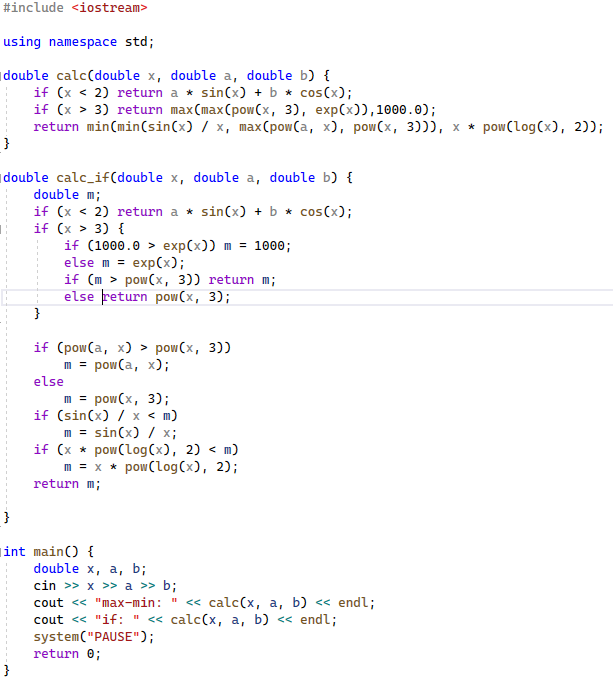 #include <iostream>
using namespace std;
double calc(double x, double a, double b) {
    if (x < 2) return a * sin(x) + b * cos(x);
    if (x > 3) return max(max(pow(x, 3), exp(x)),1000.0);
    return min(min(sin(x) / x, max(pow(a, x), pow(x, 3))), x * pow(log(x), 2));
}
double calc_if(double x, double a, double b) {
    double m;
    if (x < 2) return a * sin(x) + b * cos(x);
    if (x > 3) {
        if (1000.0 > exp(x)) m = 1000;
        else m = exp(x);
        if (m > pow(x, 3)) return m;
        else return pow(x, 3);
    }
    if (pow(a, x) > pow(x, 3))
        m = pow(a, x);
    else
        m = pow(x, 3);
    if (sin(x) / x < m)
        m = sin(x) / x;
    if (x * pow(log(x), 2) < m)
        m = x * pow(log(x), 2);
    return m;
}
int main() {
    double x, a, b;
    cin >> x >> a >> b;
    cout << "max-min: " << calc(x, a, b) << endl;
    cout << "if: " << calc(x, a, b) << endl;
    system("PAUSE");
    return 0;
}